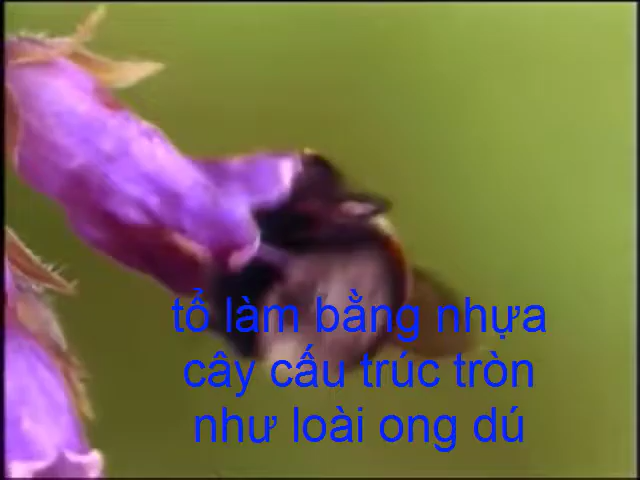 tổ làm bằng nhựa
cây cấu trúc tròn
như loài ong dú